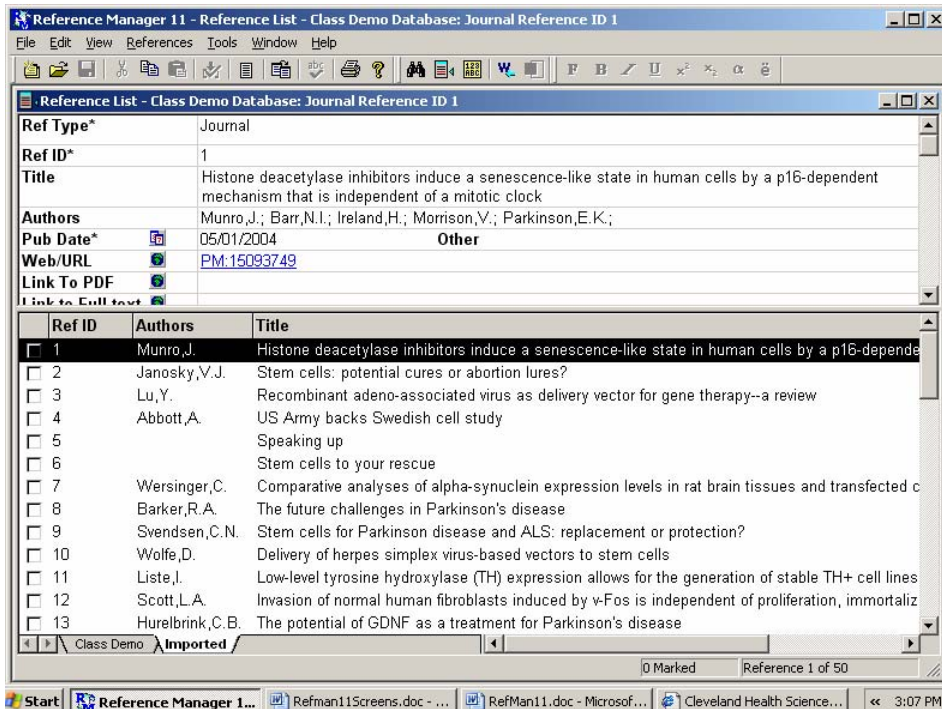 Reference Manager 11 - Reference List - Class Demo Database: Journal Reference ID 1
File Edit View References Tools Window Help
Reference List - Class Demo Database: Journal Reference ID 1
Ref Type* Journal
Ref ID* 1
Title Histone deacetylase inhibitors induce a senescence-like state in human cells by a p16-dependent
mechanism that is independent of a mitotic clock
Authors Munro,J.; Barr,N.I.; Ireland,H.; Morrison,V.; Parkinson,E.K.;
Pub Date* 05/01/2004 Other
Web/URL PM:15093749
Link To PDF
Link to Full text
Ref ID Authors Title
1 Munro,J. Histone deacetylase inhibitors induce a senescence-like state in human cells by a p16-depende
2 Janosky,V.J. Stem cells: potential cures or abortion lures?
3 Lu,Y. Recombinant adeno-associated virus as delivery vector for gene therapy--a review
4 Abbott,A. US Army backs Swedish cell study
5 Speaking up
6 Stem cells to your rescue
7 Wersinger,C. Comparative analyses of alpha-synuclein expression levels in rat brain tissues and transfected c
8 Barker,R.A. The future challenges in Parkinson's disease
9 Svendsen,C.N. Stem cells for Parkinson disease and ALS: replacement or protection?
10 Wolfe,D. Delivery of herpes simplex virus-based vectors to stem cells
11 Liste,I. Low-level tyrosine hydroxylase (TH) expression allows for the generation of stable TH+ cell lines
12 Scott,L.A. Invasion of normal human fibroblasts induced by v-Fos is independent of proliferation, immortaliz
13 Hurelbrink,C.B. The potential of GDNF as a treatment for Parkinson's disease
Class Demo Imported
0 Marked Reference 1 of 50
Start Reference Manager 1... Refman11Screens.doc - ... RefMan11.doc - Microsof... Cleveland Health Science... « 3:07 PM